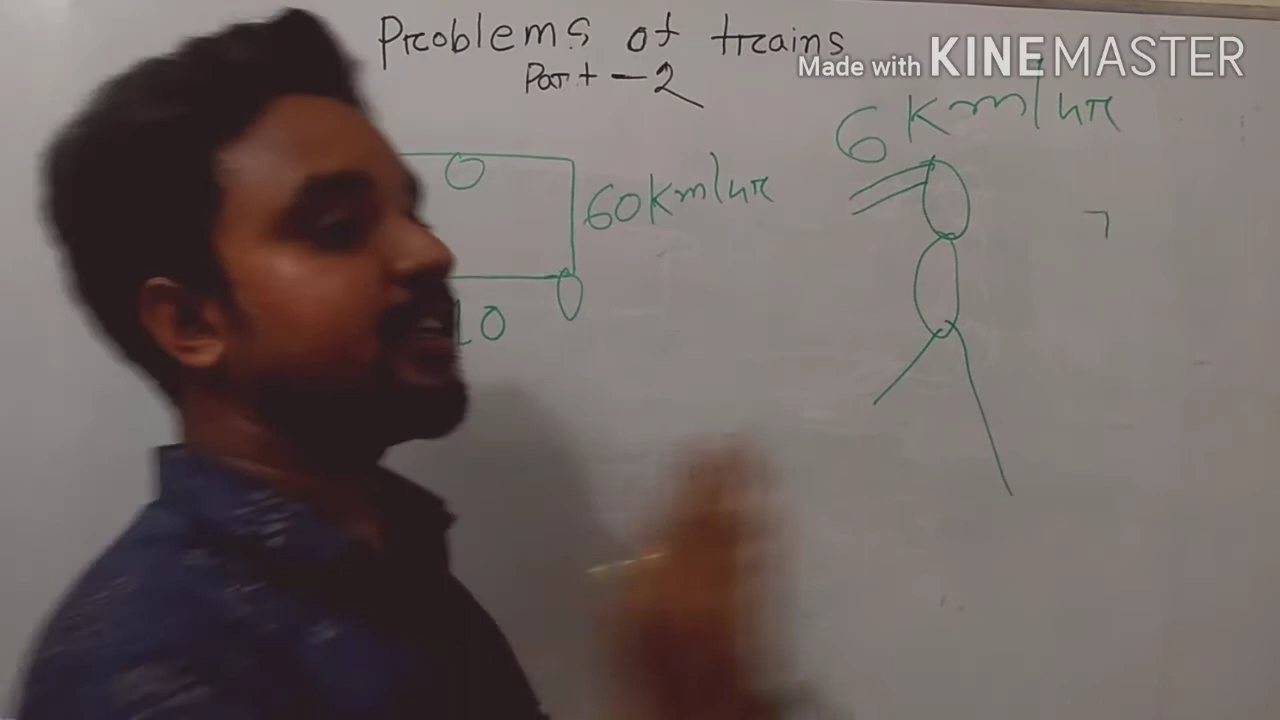 Problems of trains
Made with KINEMASTER
Part - 2
6 Km/hr
60 Km/hr
10